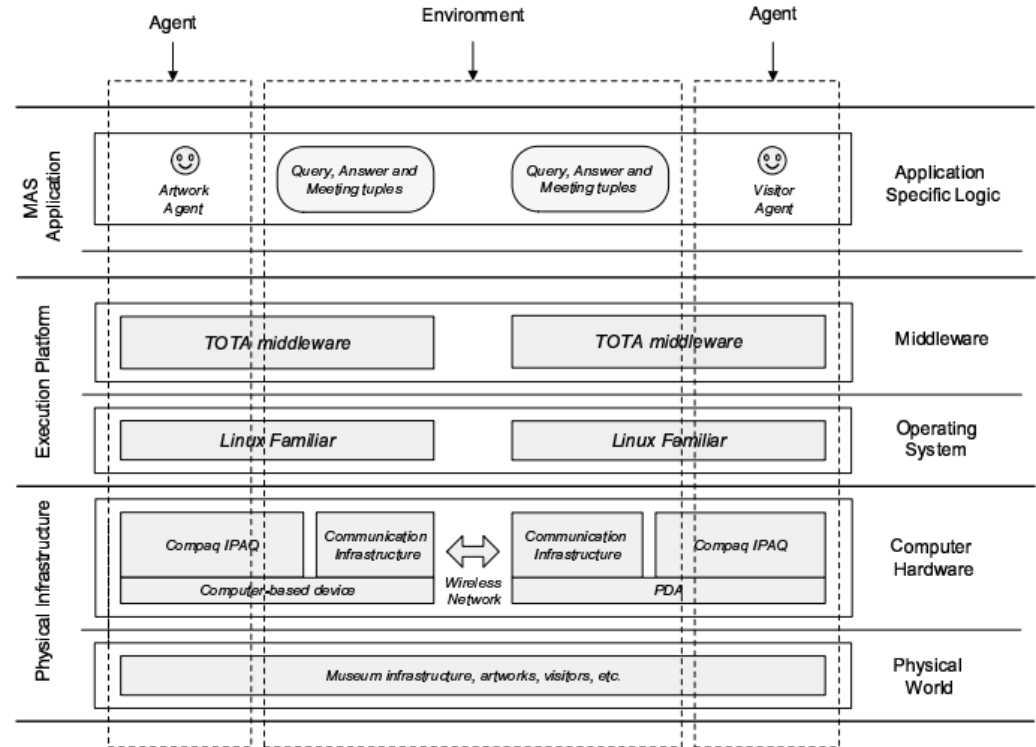 Agent
Environment
Agent
MAS
Application
Artwork
Agent
Query, Answer and
Meeting tuples
Query, Answer and
Meeting tuples
Visitor
Agent
Application
Specific Logic
Execution Platform
TOTA middleware
TOTA middleware
Middleware
Linux Familiar
Linux Familiar
Operating
System
Physical Infrastructure
Compaq IPAQ
Communication
Infrastructure
Computer-based device
Wireless
Network
Communication
Infrastructure
Compaq IPAQ
PDA
Computer
Hardware
Museum infrastructure, artworks, visitors, etc.
Physical
World